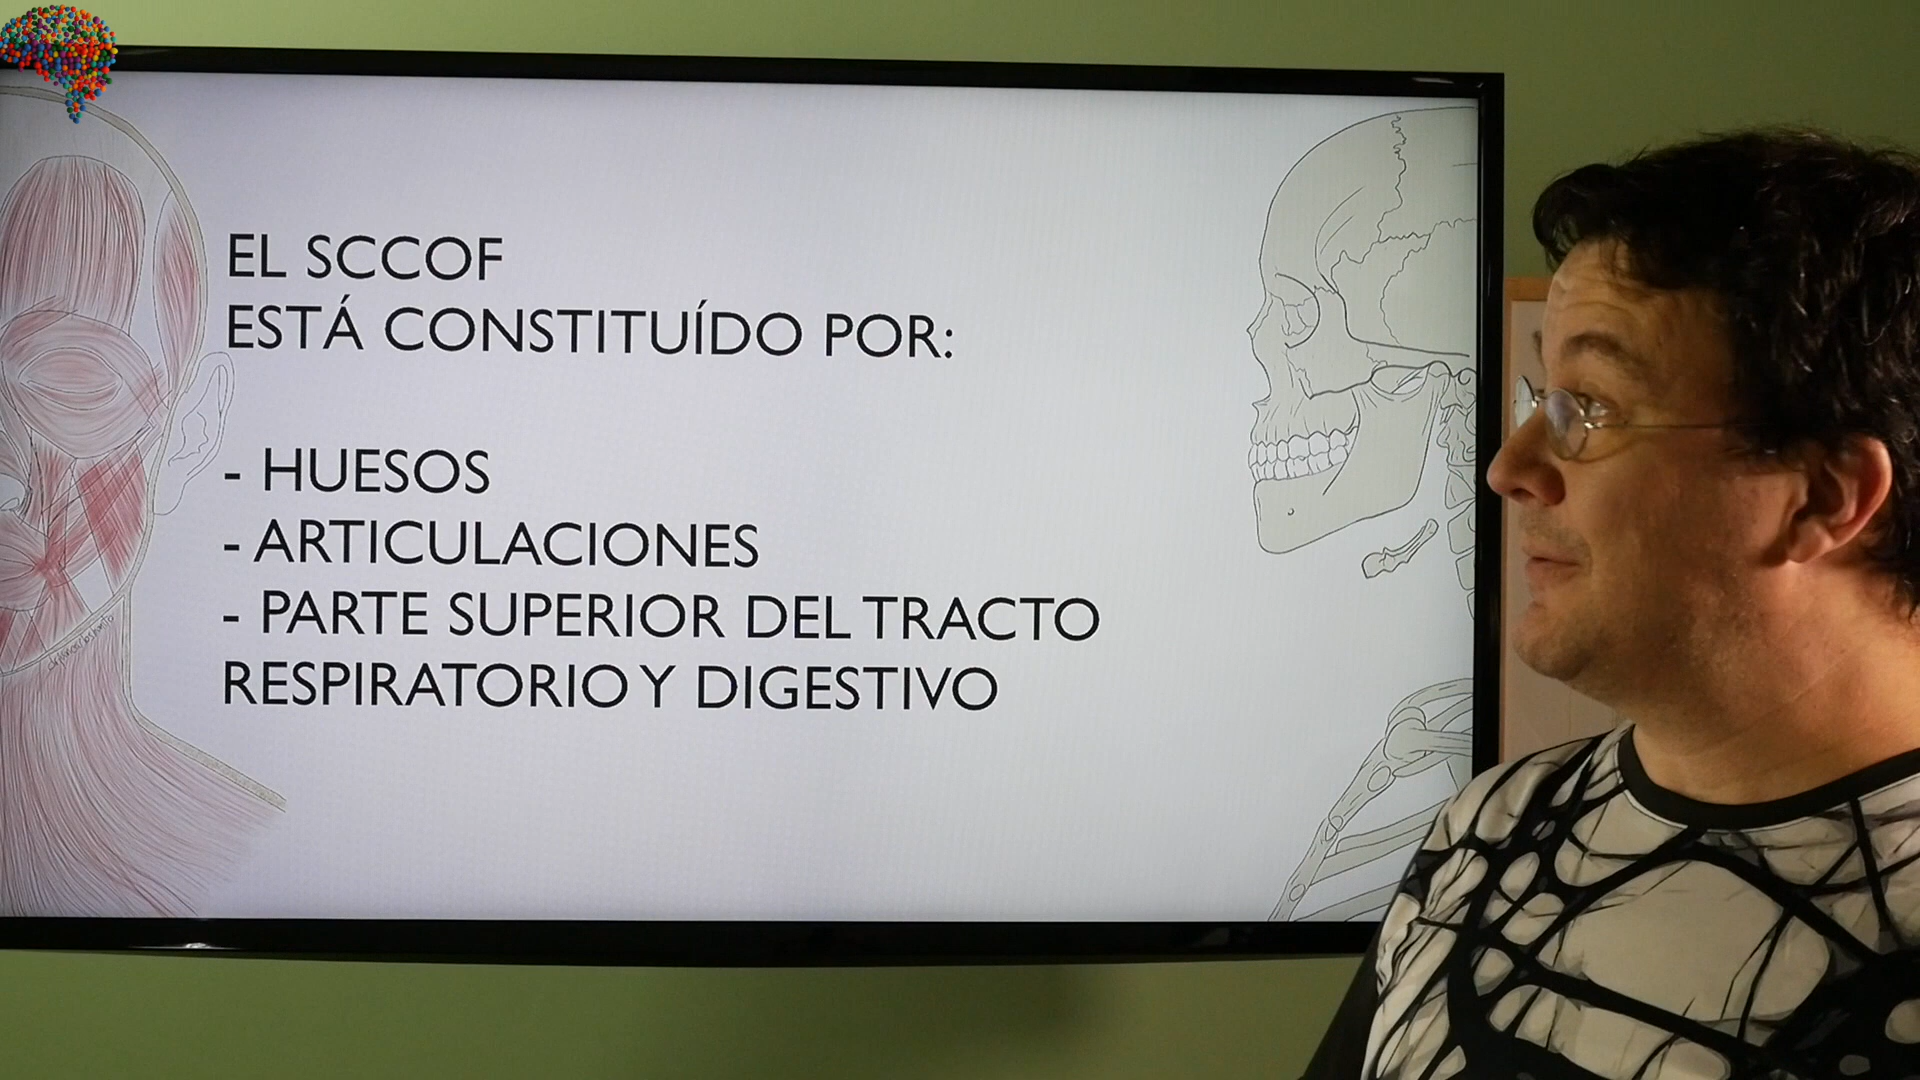 EL SCCOF
ESTÁ CONSTITUÍDO POR:
- HUESOS
- ARTICULACIONES
- PARTE SUPERIOR DEL TRACTO
RESPIRATORIO Y DIGESTIVO